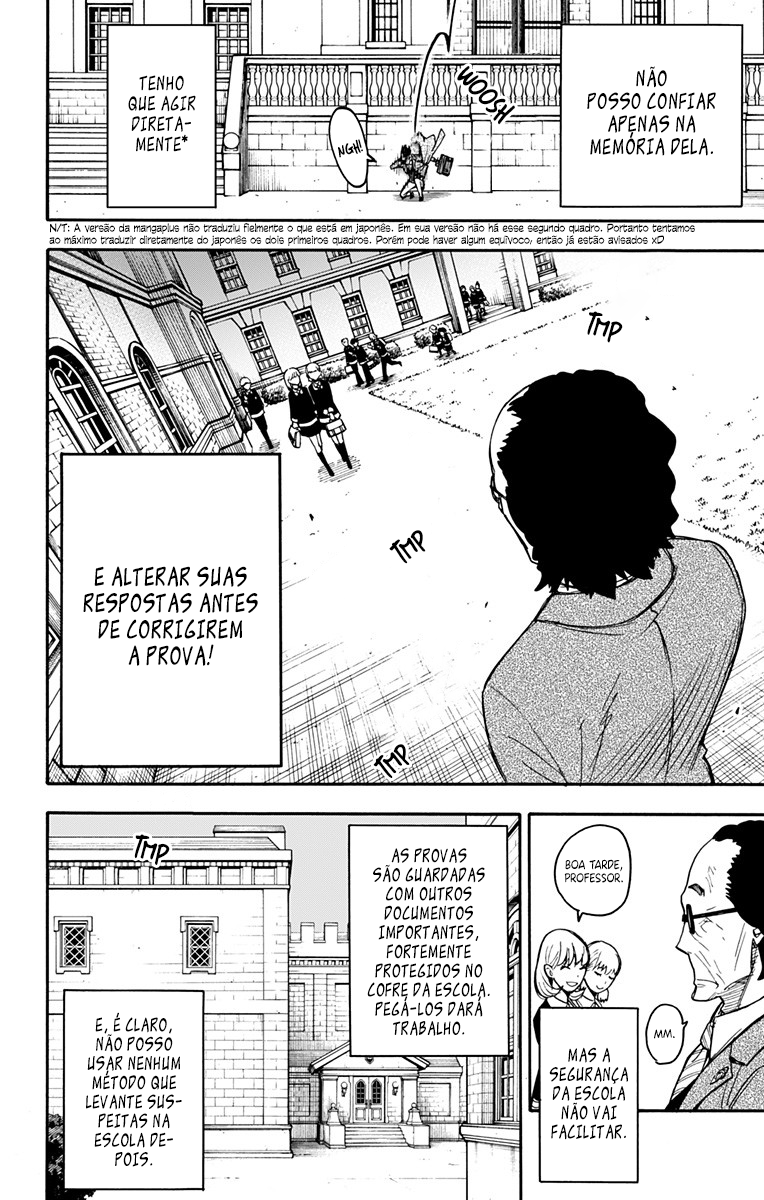 NÃO
POSSO CONFIAR
APENAS NA
MEMÓRIA DELA.
WOOSH
NGH!
TENHO
QUE AGIR
DIRETA-
MENTE*
N/T: A versão da mangaplus não traduziu fielmente o que está em japonês. Em sua versão não há esse segundo quadro. Portanto tentamos
ao máximo traduzir diretamente do japonês os dois primeiros quadros. Porém pode haver algum equívoco, então já estão avisados xD
TMP
TMP
E ALTERAR SUAS
RESPOSTAS ANTES
DE CORRIGIREM
A PROVA!
TMP
BOA TARDE,
PROFESSOR.
MM.
MAS A
SEGURANÇA
DA ESCOLA
NÃO VAI
FACILITAR.
TMP
AS PROVAS
SÃO GUARDADAS
COM OUTROS
DOCUMENTOS
IMPORTANTES,
FORTEMENTE
PROTEGIDOS NO
COFRE DA ESCOLA.
PEGÁ-LOS DARÁ
TRABALHO.
E, É CLARO,
NÃO POSSO
USAR NENHUM
MÉTODO QUE
LEVANTE SUS-
PEITAS NA
ESCOLA DE-
POIS.